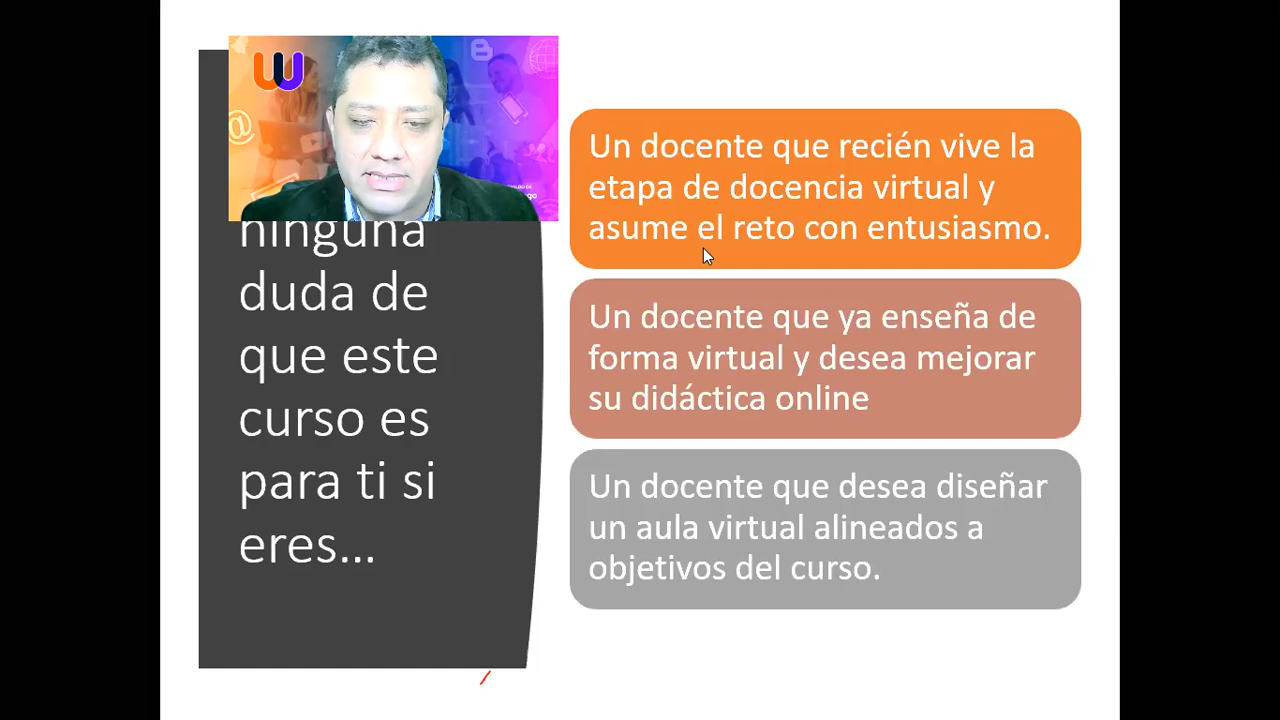 ninguna
duda de
que este
curso es
para ti si
eres...
Un docente que recién vive la
etapa de docencia virtual y
asume el reto con entusiasmo.
Un docente que ya enseña de
forma virtual y desea mejorar
su didáctica online
Un docente que desea diseñar
un aula virtual alineados a
objetivos del curso.